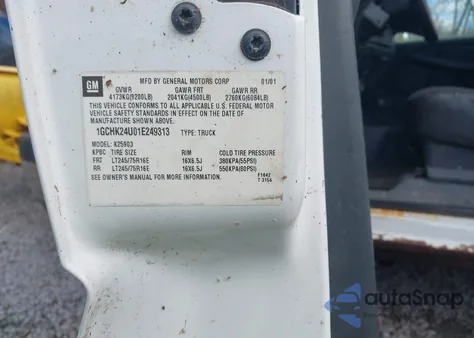 GM MFD BY GENERAL MOTORS CORP 01/01
GVWR GAWR FRT GAWR RR
4173KG(9200LB) 2041KG(4500LB) 2760KG(6084LB)
THIS VEHICLE CONFORMS TO ALL APPLICABLE U.S. FEDERAL MOTOR
VEHICLE SAFETY STANDARDS IN EFFECT ON THE DATE OF
MANUFACTURE SHOWN ABOVE.
1GCHK24U01E249313 TYPE: TRUCK
MODEL: K25903
KPBC TIRE SIZE RIM COLD TIRE PRESSURE
FRT LT245/75R16E 16X6.5J 380KPA(55PSI)
RR LT245/75R16E 16X6.5J 550KPA(80PSI)
SEE OWNER'S MANUAL FOR MORE INFORMATION.
autoSnap